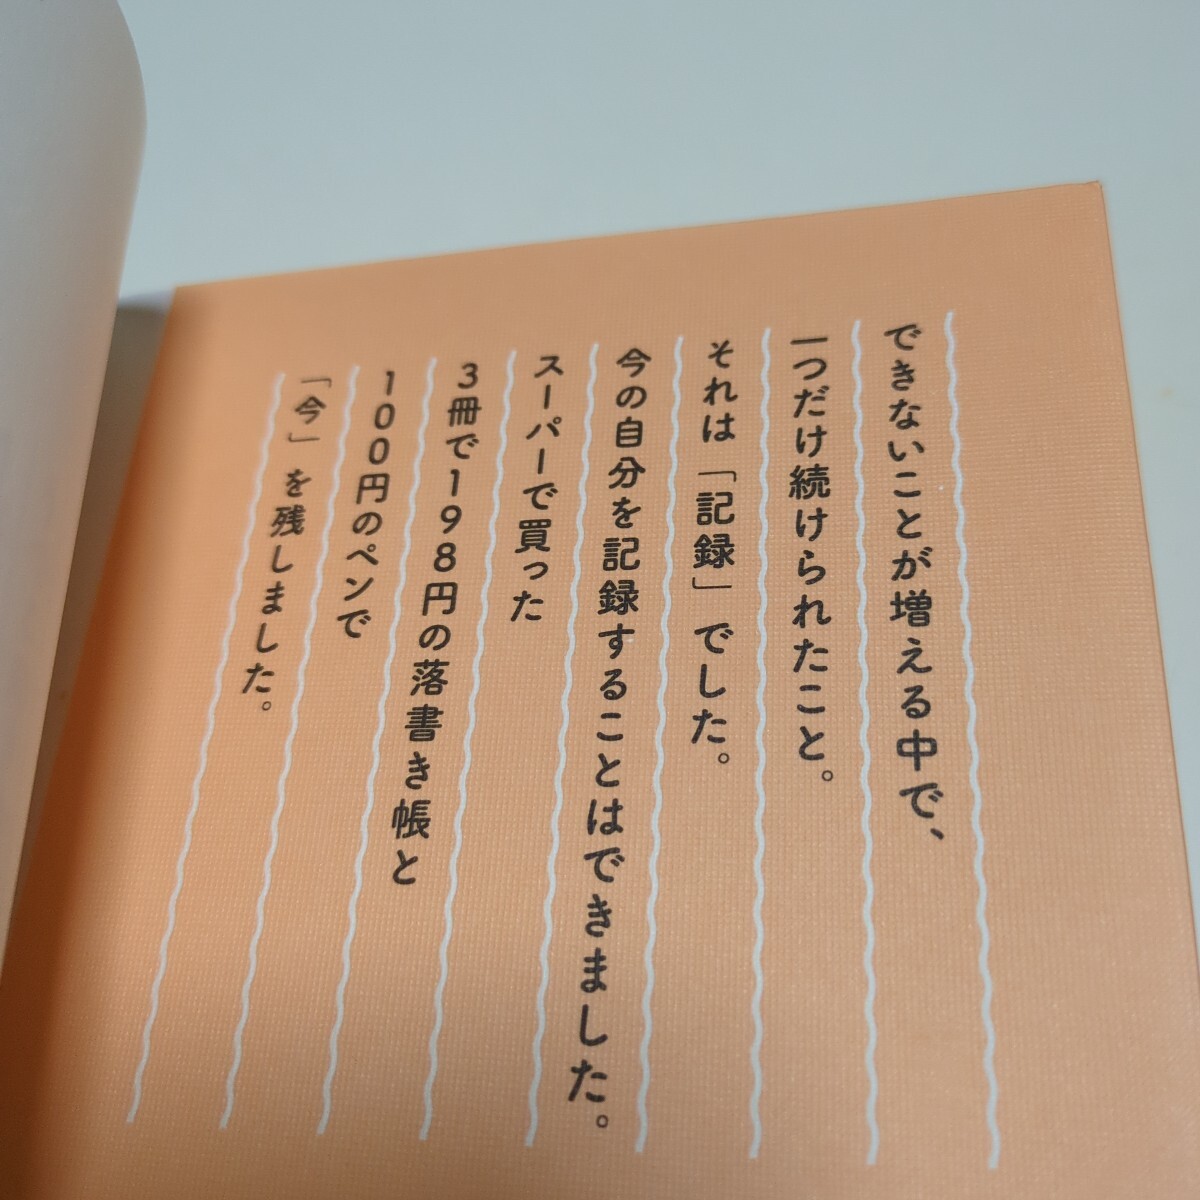 できないことが増える中で、
一つだけ続けられたこと。
それは「記録」でした。
今の自分を記録することはできました。
スーパーで買った
3冊で198円の落書き帳と
100円のペンで
「今」を残しました。